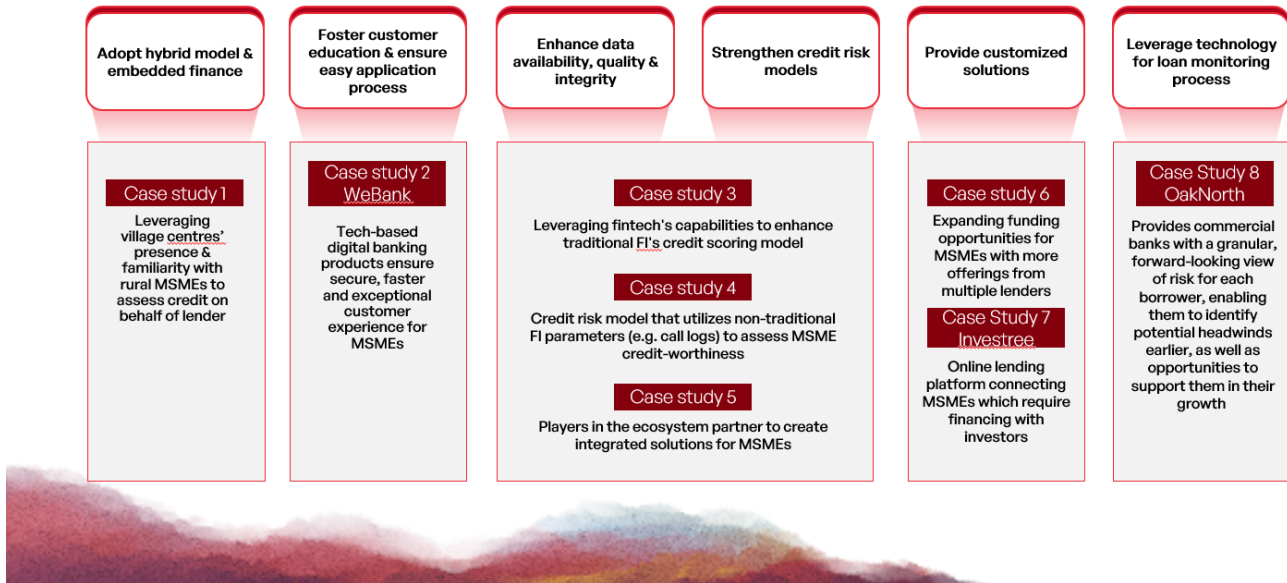 Adopt hybrid model &
embedded finance
Foster customer
education & ensure
easy application
process
Enhance data
availability, quality &
integrity
Strengthen credit risk
models
Provide customized
solutions
Leverage technology
for loan monitoring
process
Case study 1
Leveraging
village centres’
presence &
familiarity with
rural MSMEs to
assess credit on
behalf of lender
Case study 2
WeBank
Tech-based
digital banking
products ensure
secure, faster
and exceptional
customer
experience for
MSMEs
Case study 3
Leveraging fintech's capabilities to enhance
traditional FI's credit scoring model
Case study 4
Credit risk model that utilizes non-traditional
FI parameters (e.g. call logs) to assess MSME
credit-worthiness
Case study 5
Players in the ecosystem partner to create
integrated solutions for MSMEs
Case study 6
Expanding funding
opportunities for
MSMEs with more
offerings from
multiple lenders
Case Study 7
Investree
Online lending
platform connecting
MSMEs which require
financing with
investors
Case Study 8
OakNorth
Provides commercial
banks with a granular,
forward-looking view
of risk for each
borrower, enabling
them to identify
potential headwinds
earlier, as well as
opportunities to
support them in their
growth